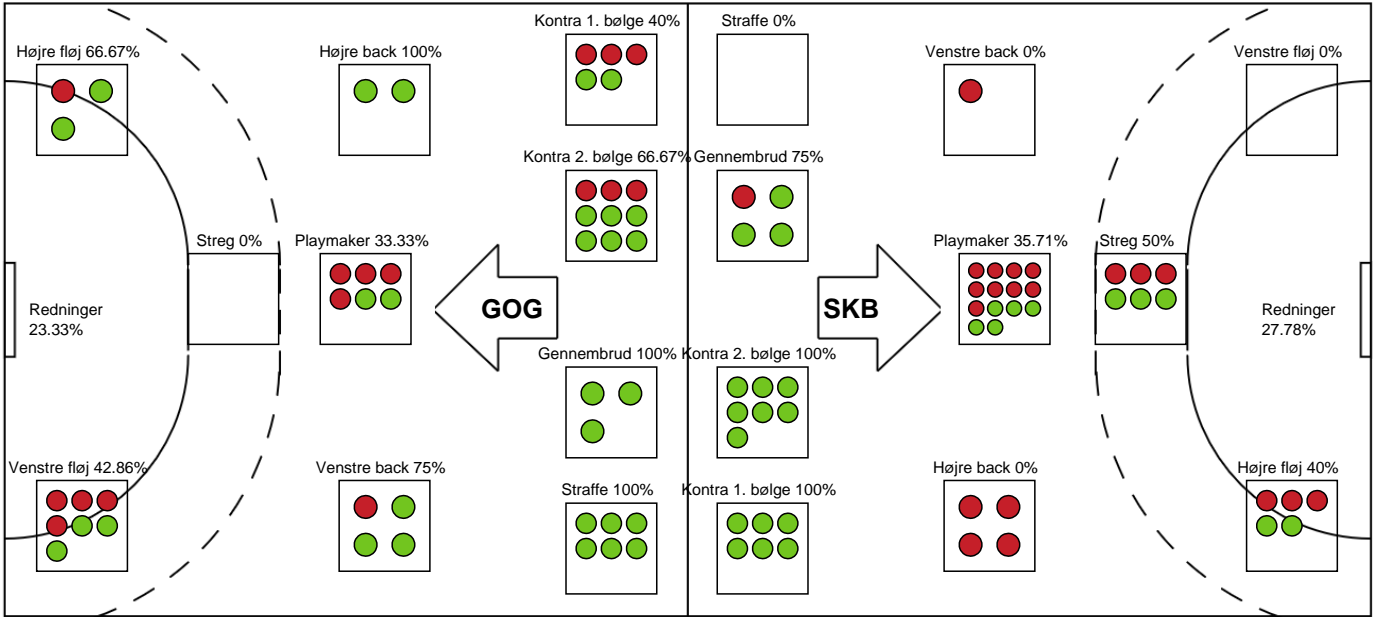 Kontra 1. bølge 40%
Straffe 0%
Højre fløj 66.67%
Højre back 100%
Venstre back 0%
Venstre fløj 0%
Kontra 2. bølge 66.67%
Gennembrud 75%
Streg 0%
Playmaker 33.33%
Playmaker 35.71%
Streg 50%
Redninger
23.33%
GOG
SKB
Redninger
27.78%
Gennembrud 100%
Kontra 2. bølge 100%
Venstre fløj 42.86%
Venstre back 75%
Højre back 0%
Højre fløj 40%
Straffe 100%
Kontra 1. bølge 100%